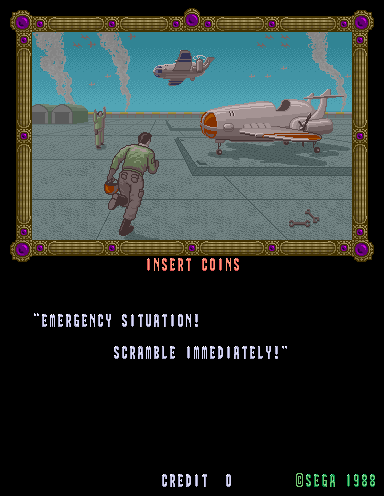 INSERT COINS
"EMERGENCY SITUATION!
SCRAMBLE IMMEDIATELY!"
CREDIT 0
©SEGA 1988